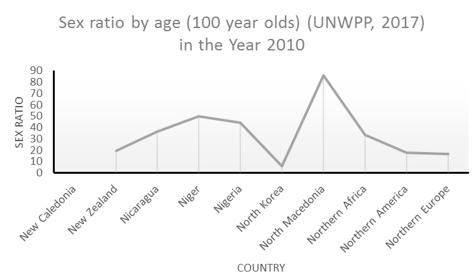 Sex ratio by age (100 year olds) (UNWPP, 2017)
in the Year 2010
90
80
70
60
50
40
30
20
10
0
SEX RATIO
New Caledonia
New Zealand
Nicaragua
Niger
Nigeria
North Korea
North Macedonia
Northern Africa
Northern America
Northern Europe
COUNTRY